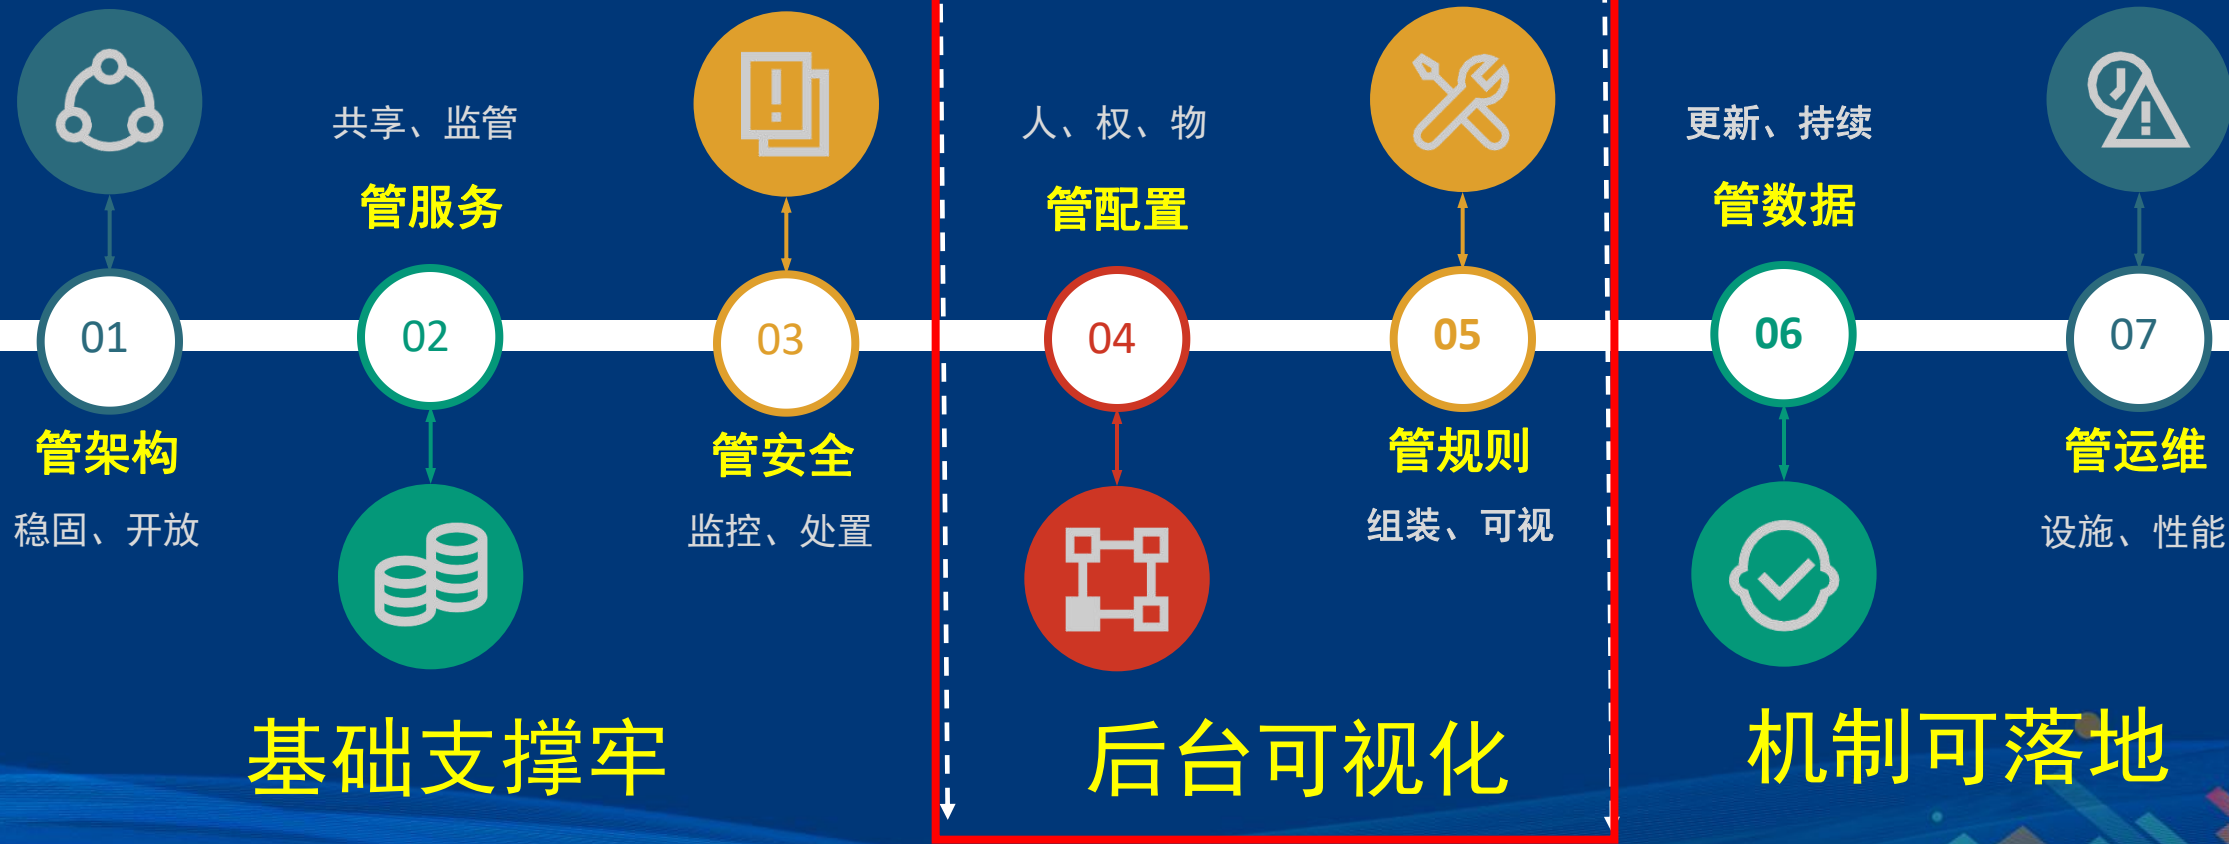 共享、监管
人、权、物
更新、持续
管服务
管配置
管数据
01
02
03
04
05
06
07
管架构
管安全
管规则
管运维
稳固、开放
监控、处置
组装、可视
设施、性能
基础支撑牢
后台可视化
机制可落地